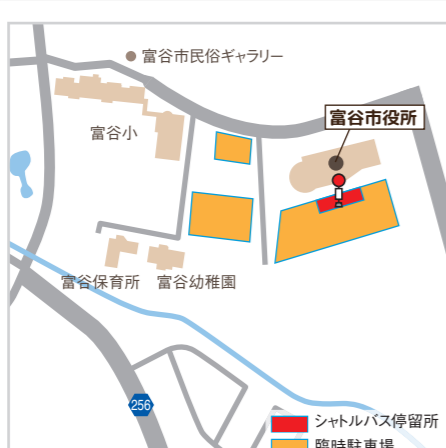 富谷市民俗ギャラリー
富谷市役所
富谷小
富谷保育所
富谷幼稚園
256
シャトルバス停留所
臨時駐車場